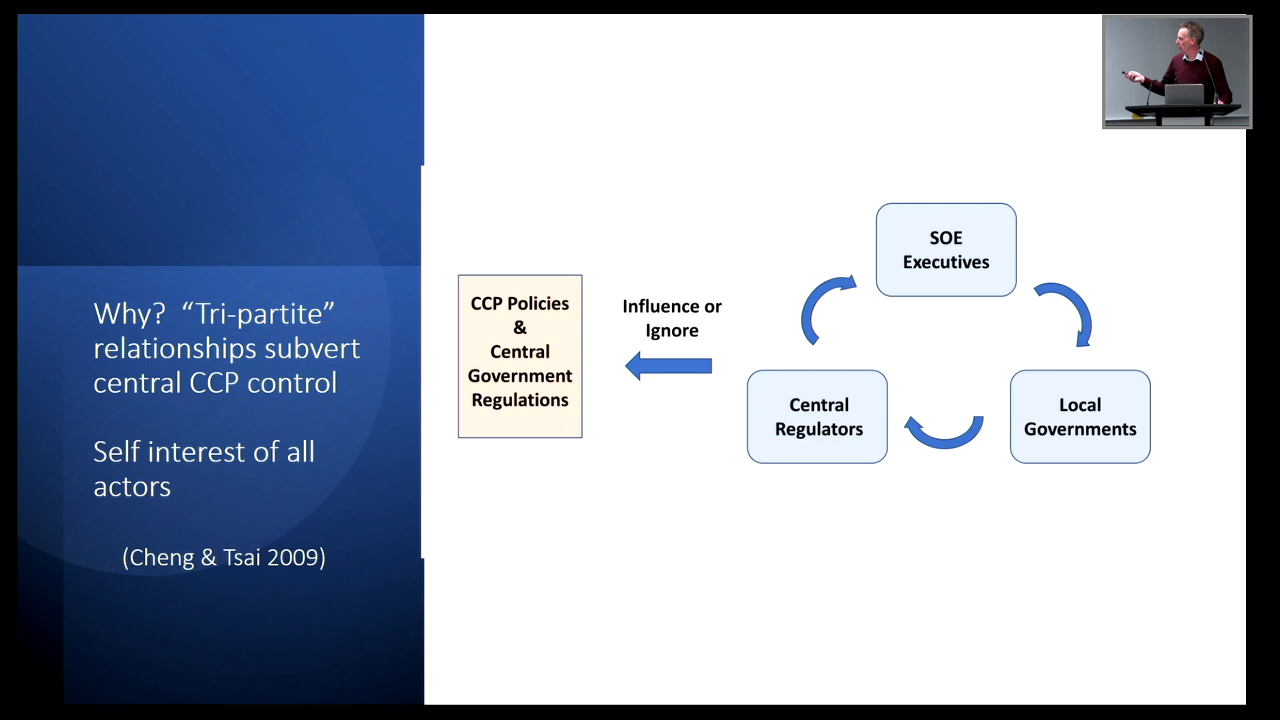 Why?  “Tri-partite”
relationships subvert
central CCP control
Self interest of all
actors
(Cheng & Tsai 2009)
CCP Policies
&
Central
Government
Regulations
Influence or
Ignore
SOE
Executives
Central
Regulators
Local
Governments